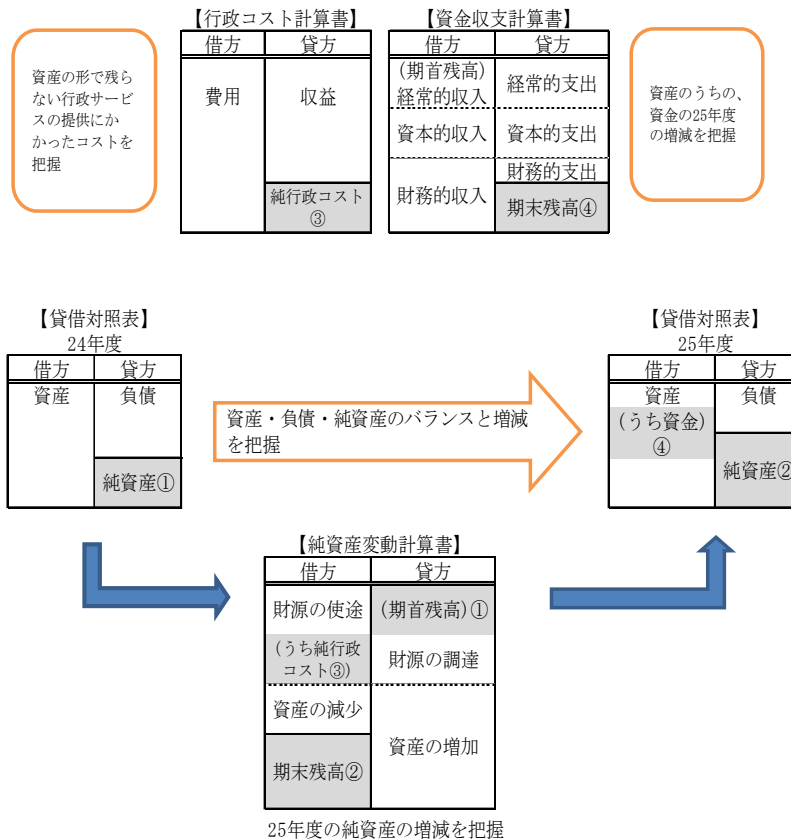 【行政コスト計算書】
借方 貸方
費用 収益
純行政コスト
③
【資金収支計算書】
借方 貸方
(期首残高)
経常的収入
経常的支出
資本的収入 資本的支出
財務的支出
財務的収入
期末残高④
資産の形で残ら
ない行政サービ
スの提供にか
かったコストを
把握
資産のうちの、
資金の25年度
の増減を把握
【貸借対照表】
24年度
借方 貸方
資産 負債
純資産①
資産・負債・純資産のバランスと増減
を把握
【貸借対照表】
25年度
借方 貸方
資産 負債
(うち資金)
④
純資産②
【純資産変動計算書】
借方 貸方
財源の使途 (期首残高)①
(うち純行政
コスト③)
財源の調達
資産の減少
資産の増加
期末残高②
25年度の純資産の増減を把握